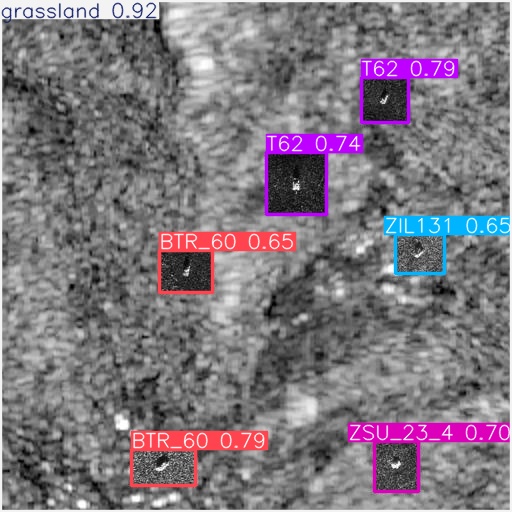 grassland 0.92
T62 0.79
T62 0.74
ZIL131 0.65
BTR_60 0.65
ZSU_23_4 0.70
BTR_60 0.79